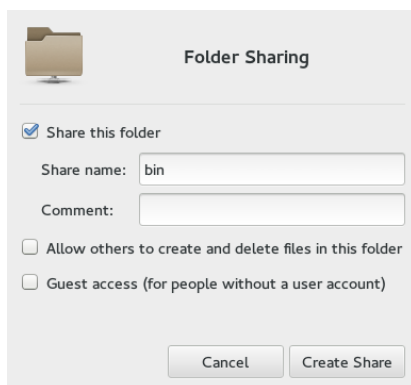 Folder Sharing
Share this folder
Share name: bin
Comment:
Allow others to create and delete files in this folder
Guest access (for people without a user account)
Cancel Create Share